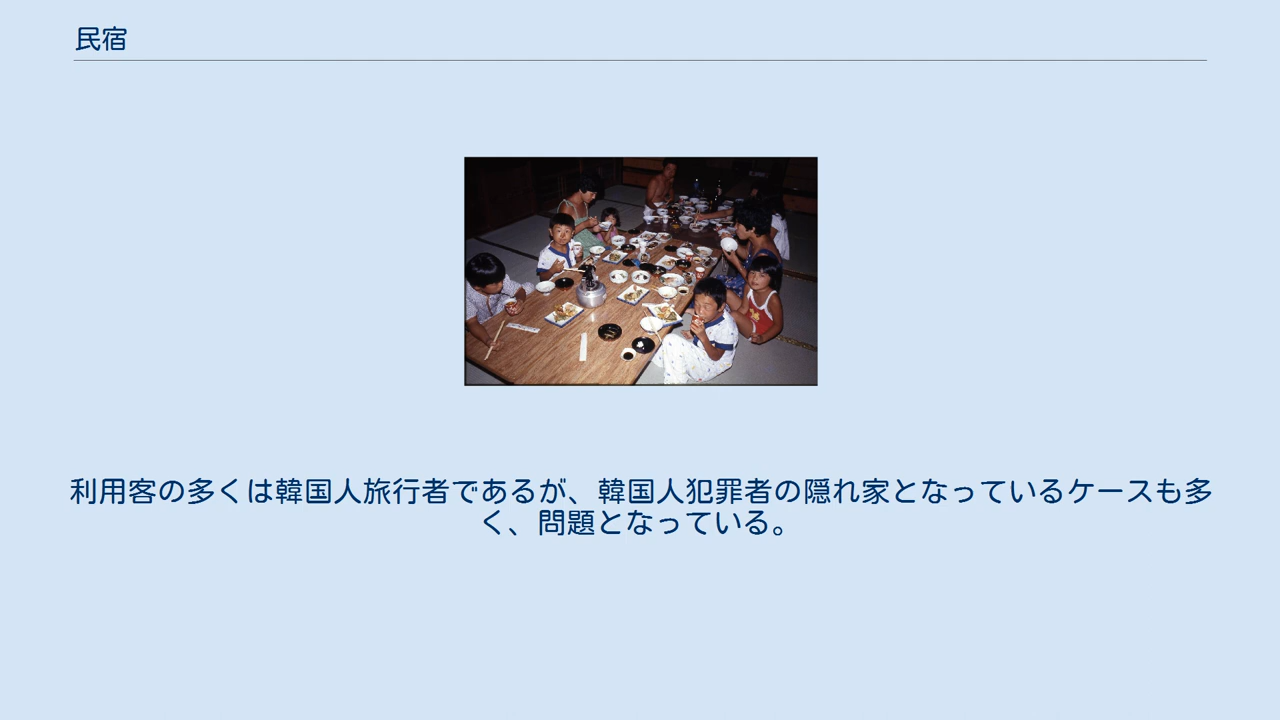 民宿
利用客の多くは韓国人旅行者であるが、韓国人犯罪者の隠れ家となっているケースも多
く、問題となっている。